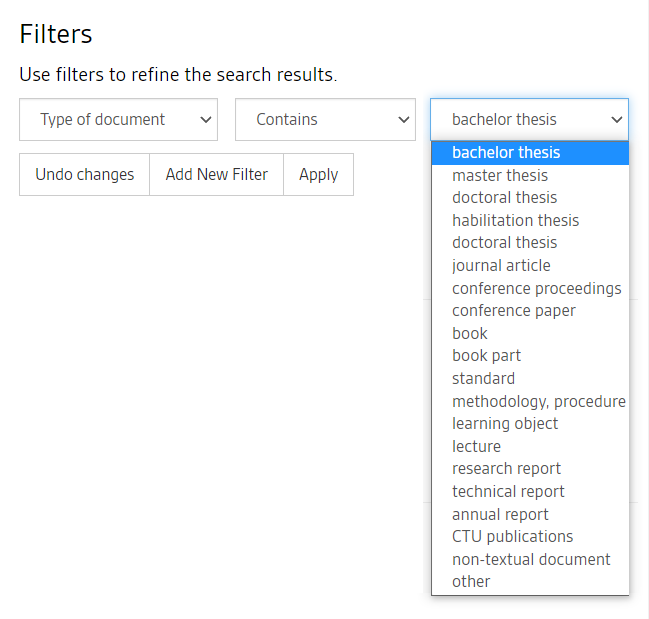 Filters
Use filters to refine the search results.
Type of document Contains bachelor thesis
Undo changes Add New Filter Apply
bachelor thesis
master thesis
doctoral thesis
habilitation thesis
doctoral thesis
journal article
conference proceedings
conference paper
book
book part
standard
methodology, procedure
learning object
lecture
research report
technical report
annual report
CTU publications
non-textual document
other